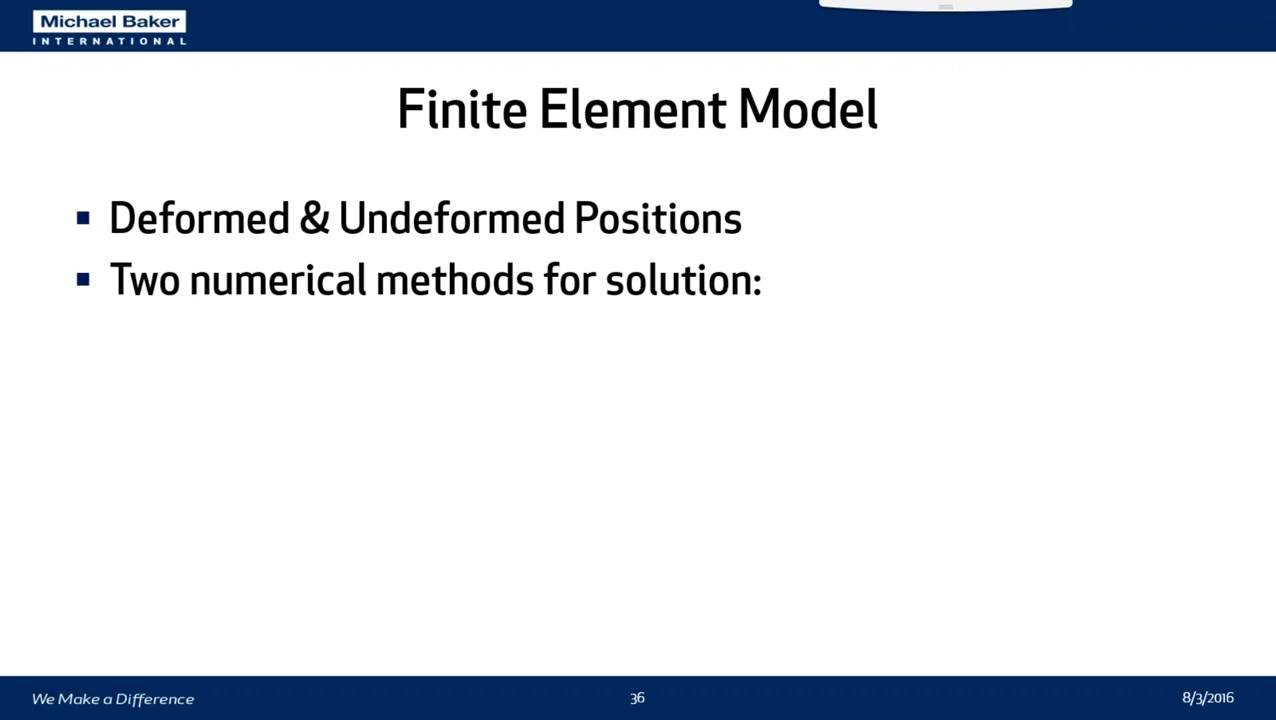 Michael Baker
INTERNATIONAL
Finite Element Model
Deformed & Undeformed Positions
Two numerical methods for solution:
We Make a Difference
36
8/3/2016